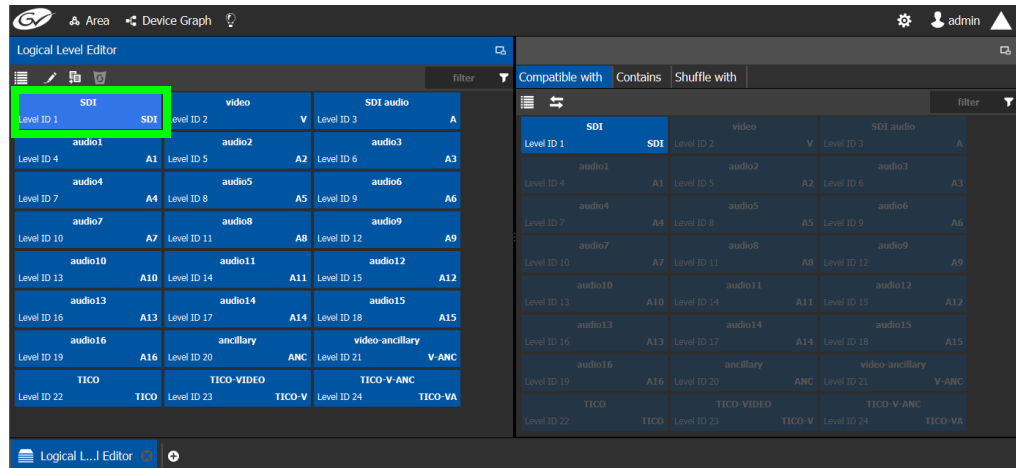 GV Area Device Graph admin
Logical Level Editor
filter Compatible with Contains Shuffle with
filter
SDI video SDI audio
Level ID 1 SDI Level ID 2 V Level ID 3 A
audio1 audio2 audio3
Level ID 4 A1 Level ID 5 A2 Level ID 6 A3
audio4 audio5 audio6
Level ID 7 A4 Level ID 8 A5 Level ID 9 A6
audio7 audio8 audio9
Level ID 10 A7 Level ID 11 A8 Level ID 12 A9
audio10 audio11 audio12
Level ID 13 A10 Level ID 14 A11 Level ID 15 A12
audio13 audio14 audio15
Level ID 16 A13 Level ID 17 A14 Level ID 18 A15
audio16 ancillary video-ancillary
Level ID 19 A16 Level ID 20 ANC Level ID 21 V-ANC
TICO TICO-VIDEO TICO-V-ANC
Level ID 22 TICO Level ID 23 TICO-V Level ID 24 TICO-VA
SDI video SDI audio
Level ID 1 SDI Level ID 2 V Level ID 3 A
audio1 audio2 audio3
Level ID 4 A1 Level ID 5 A2 Level ID 6 A3
audio4 audio5 audio6
Level ID 7 A4 Level ID 8 A5 Level ID 9 A6
audio7 audio8 audio9
Level ID 10 A7 Level ID 11 A8 Level ID 12 A9
audio10 audio11 audio12
Level ID 13 A10 Level ID 14 A11 Level ID 15 A12
audio13 audio14 audio15
Level ID 16 A13 Level ID 17 A14 Level ID 18 A15
audio16 ancillary video-ancillary
Level ID 19 A16 Level ID 20 ANC Level ID 21 V-ANC
TICO TICO-VIDEO TICO-V-ANC
Level ID 22 TICO Level ID 23 TICO-V Level ID 24 TICO-VA
Logical L...l Editor